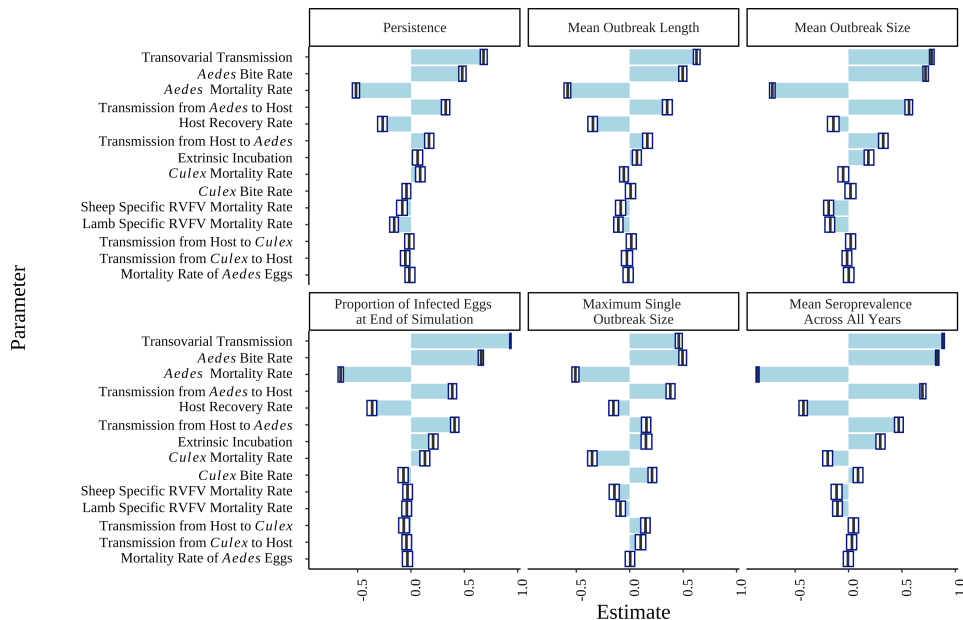 Persistence
Mean Outbreak Length
Mean Outbreak Size
Transovarial Transmission
Aedes Bite Rate
Aedes Mortality Rate
Transmission from Aedes to Host
Host Recovery Rate
Transmission from Host to Aedes
Extrinsic Incubation
Culex Mortality Rate
Culex Bite Rate
Sheep Specific RVFV Mortality Rate
Lamb Specific RVFV Mortality Rate
Transmission from Host to Culex
Transmission from Culex to Host
Mortality Rate of Aedes Eggs
Parameter
Proportion of Infected Eggs
at End of Simulation
Maximum Single
Outbreak Size
Mean Seroprevalence
Across All Years
Transovarial Transmission
Aedes Bite Rate
Aedes Mortality Rate
Transmission from Aedes to Host
Host Recovery Rate
Transmission from Host to Aedes
Extrinsic Incubation
Culex Mortality Rate
Culex Bite Rate
Sheep Specific RVFV Mortality Rate
Lamb Specific RVFV Mortality Rate
Transmission from Host to Culex
Transmission from Culex to Host
Mortality Rate of Aedes Eggs
-0.5 0.0 0.5 1.0
-0.5 0.0 0.5 1.0
-0.5 0.0 0.5 1.0
Estimate